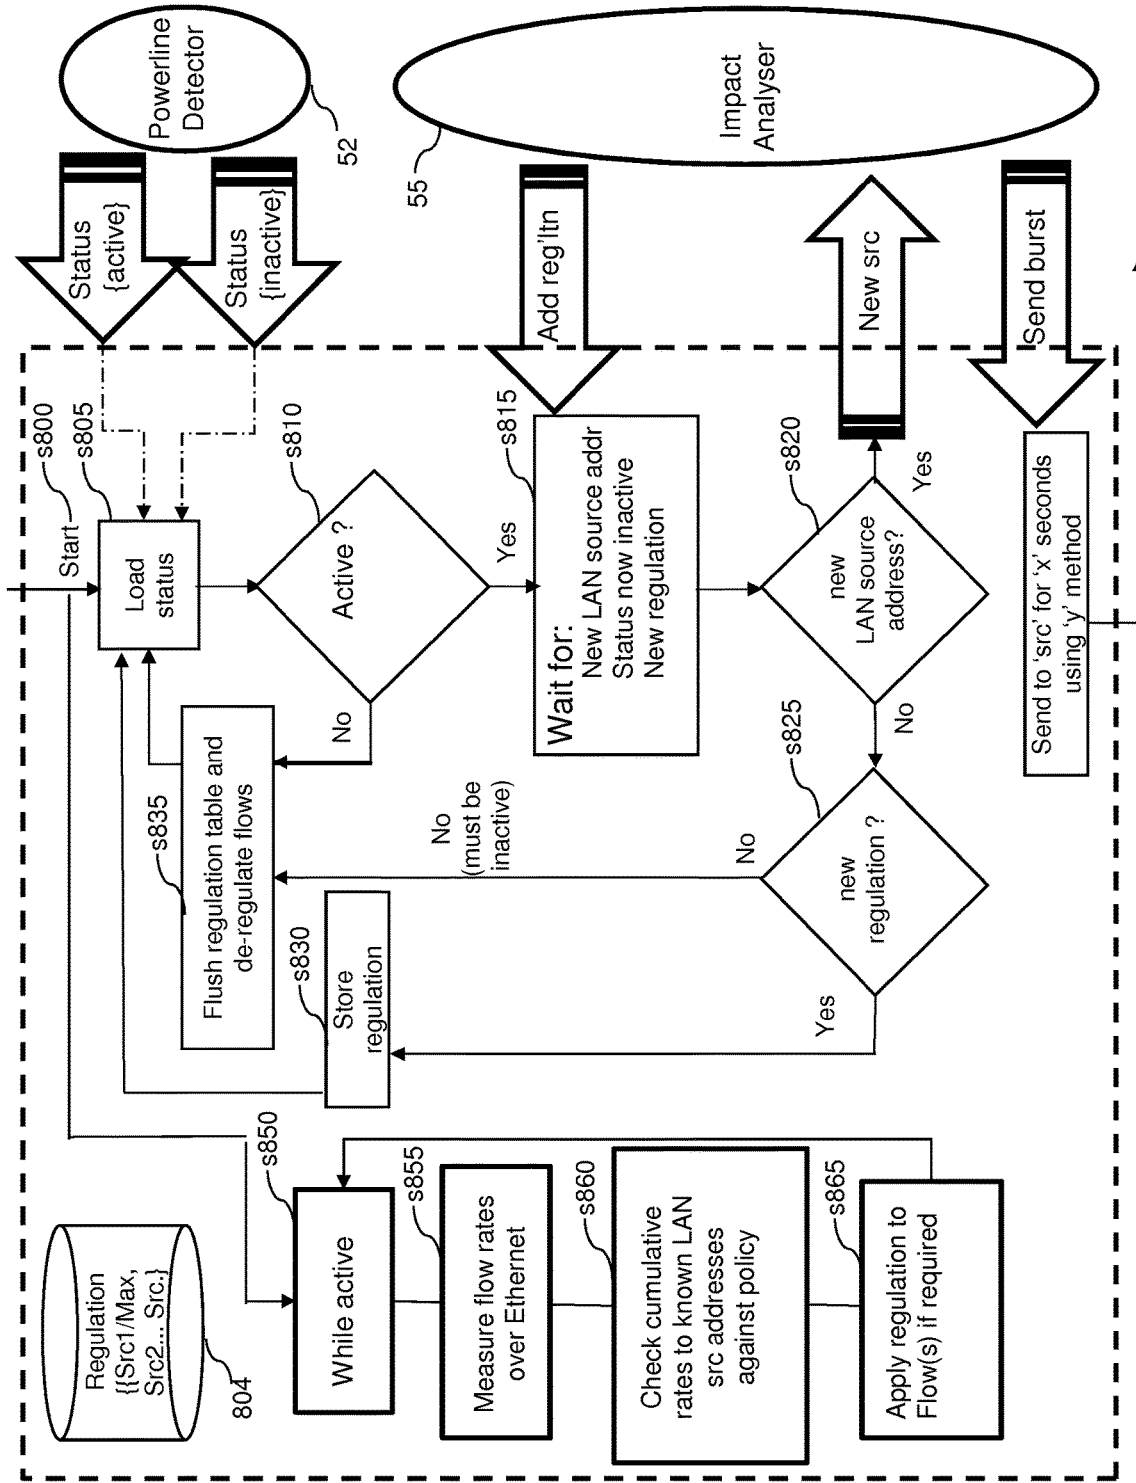 Powerline
Detector
52
Status
{active}
Status
{inactive}
55
Impact
Analyser
Add reg'ltn
New src
Send burst
s800
Start
s805
Load
status
s810
Active ?
Yes
No
s815
Wait for:
New LAN source addr
Status now inactive
New regulation
s820
new
LAN source
address?
Yes
No
Send to 'src' for 'x' seconds
using 'y' method
s825
new
regulation ?
No
No
(must be
inactive)
Yes
s835
Flush regulation table and
de-regulate flows
s830
Store
regulation
Regulation
{{Src1/Max,
Src2... Src.}
804
s850
While active
s855
Measure flow rates
over Ethernet
s860
Check cumulative
rates to known LAN
src addresses
against policy
s865
Apply regulation to
Flow(s) if required